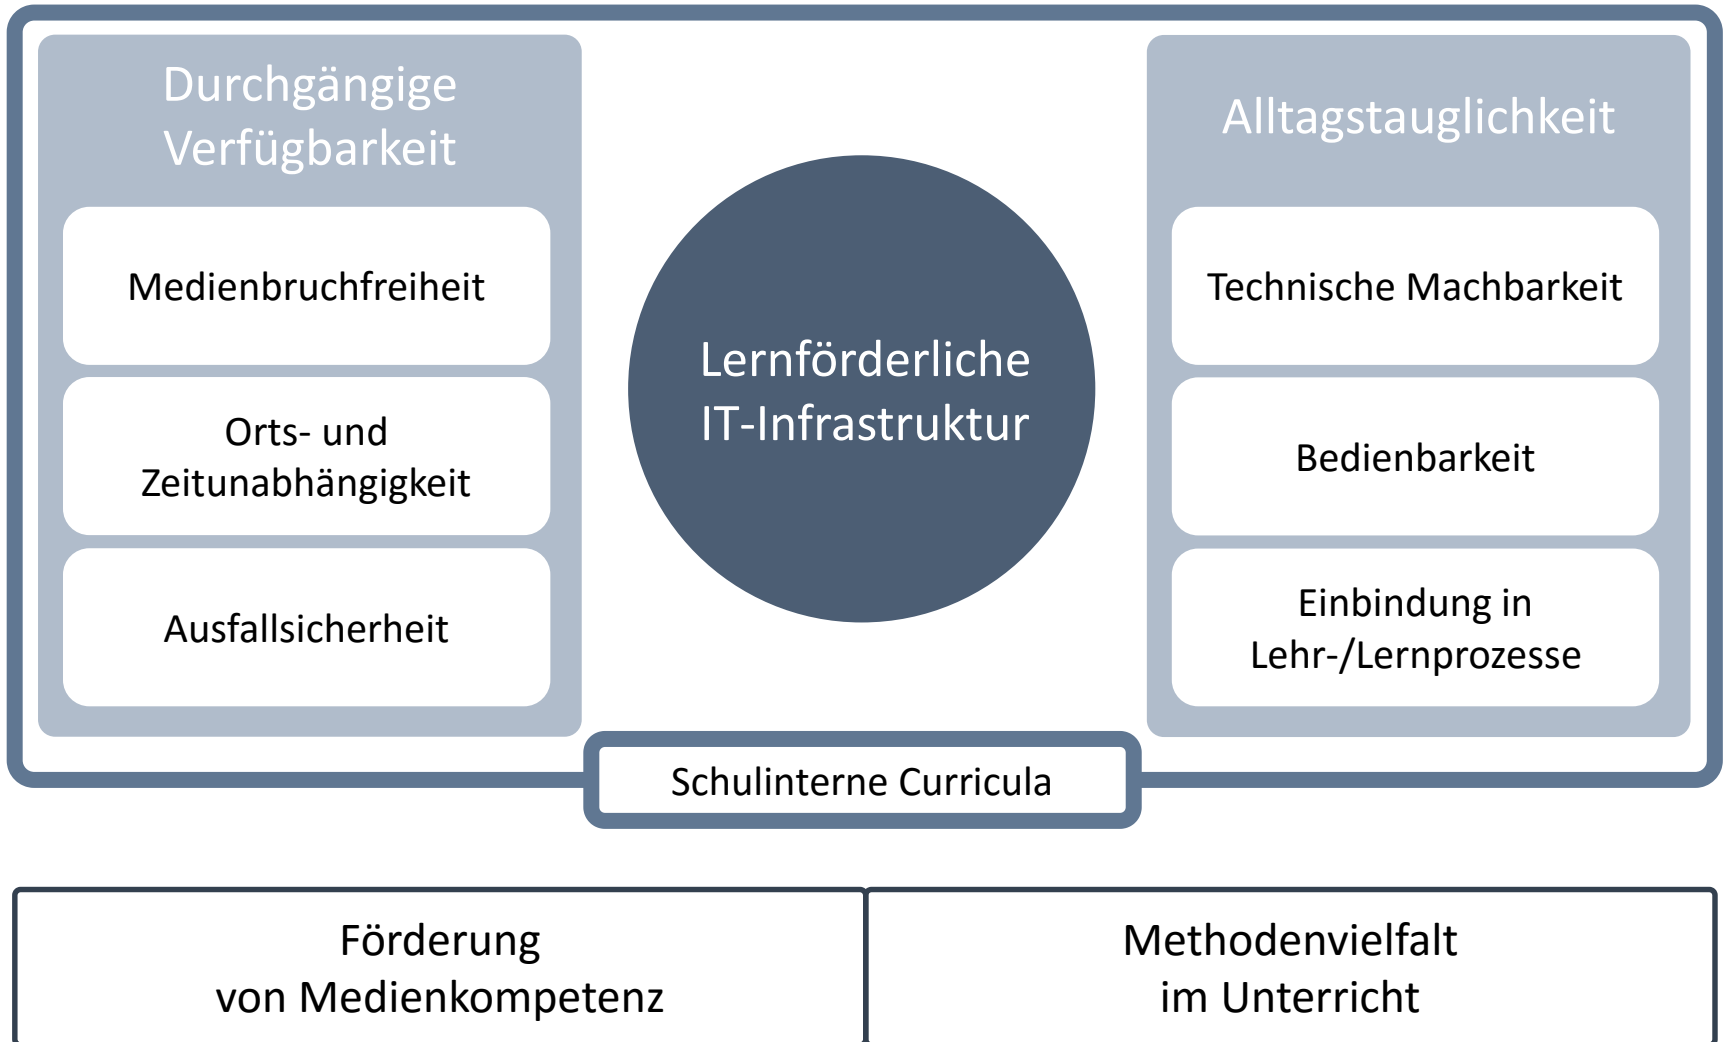 Durchgängige
Verfügbarkeit
Medienbruchfreiheit
Orts- und
Zeitunabhängigkeit
Ausfallsicherheit
Lernförderliche
IT-Infrastruktur
Alltagstauglichkeit
Technische Machbarkeit
Bedienbarkeit
Einbindung in
Lehr-/Lernprozesse
Schulinterne Curricula
Förderung
von Medienkompetenz
Methodenvielfalt
im Unterricht